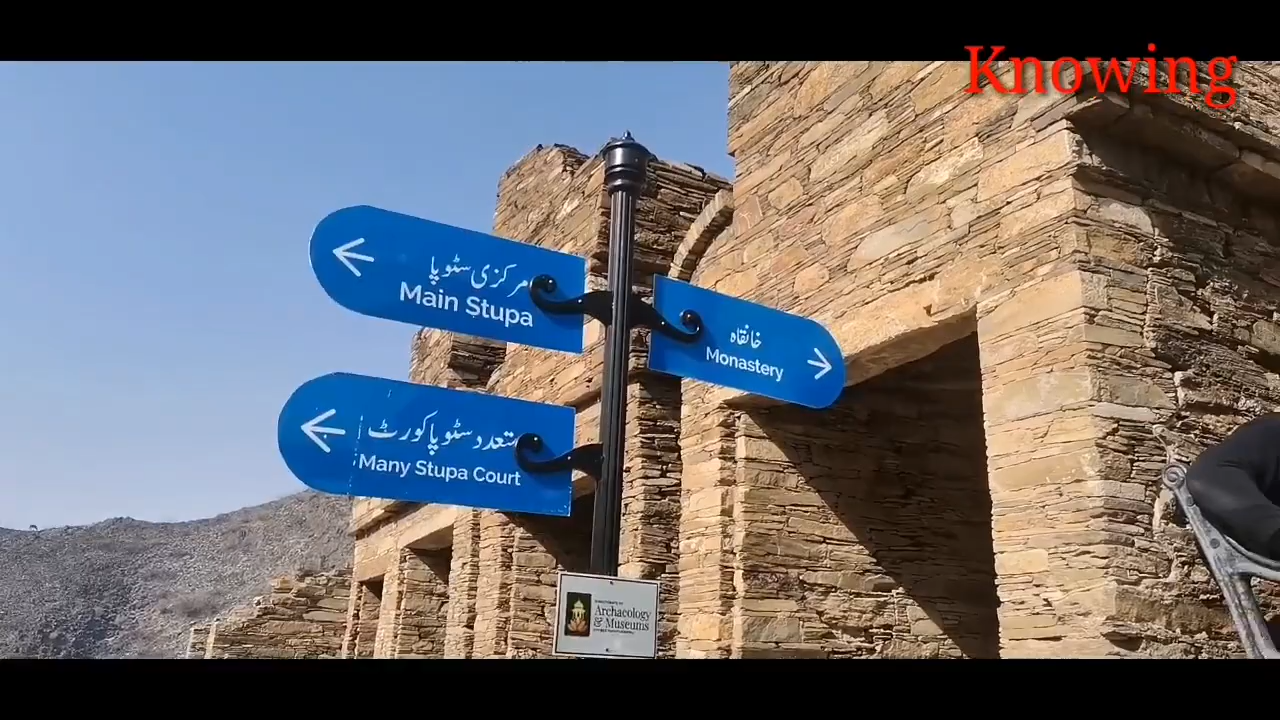 Knowing
مرکزی سٹوپا
Main Stupa
خانقاہ
Monastery
متعدد سٹوپا کورٹ
Many Stupa Court
Archaeology
& Museums